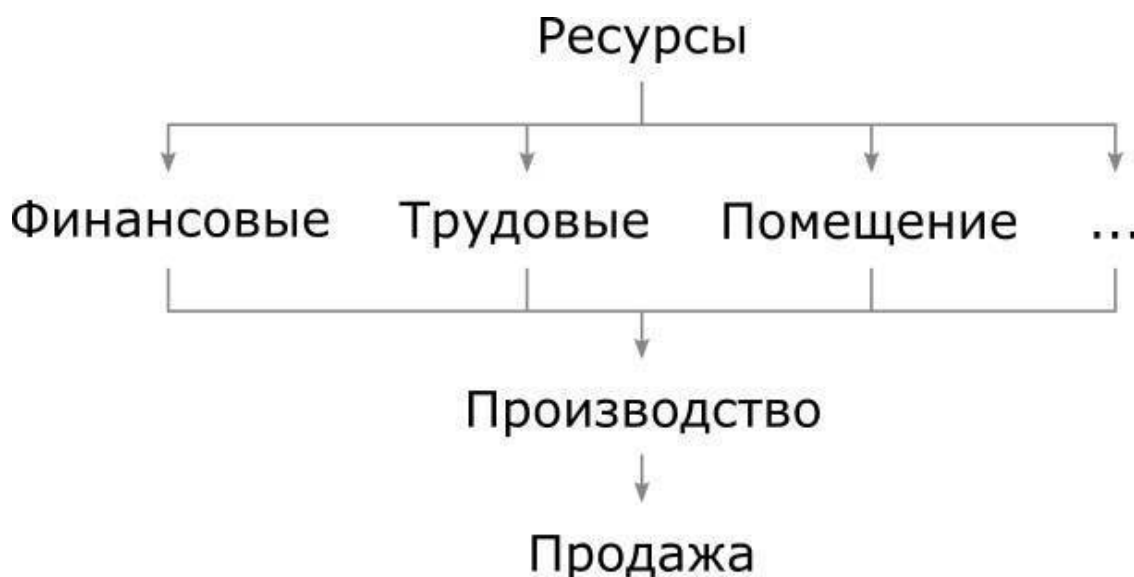 Ресурсы
Финансовые Трудовые Помещение ...
Производство
Продажа